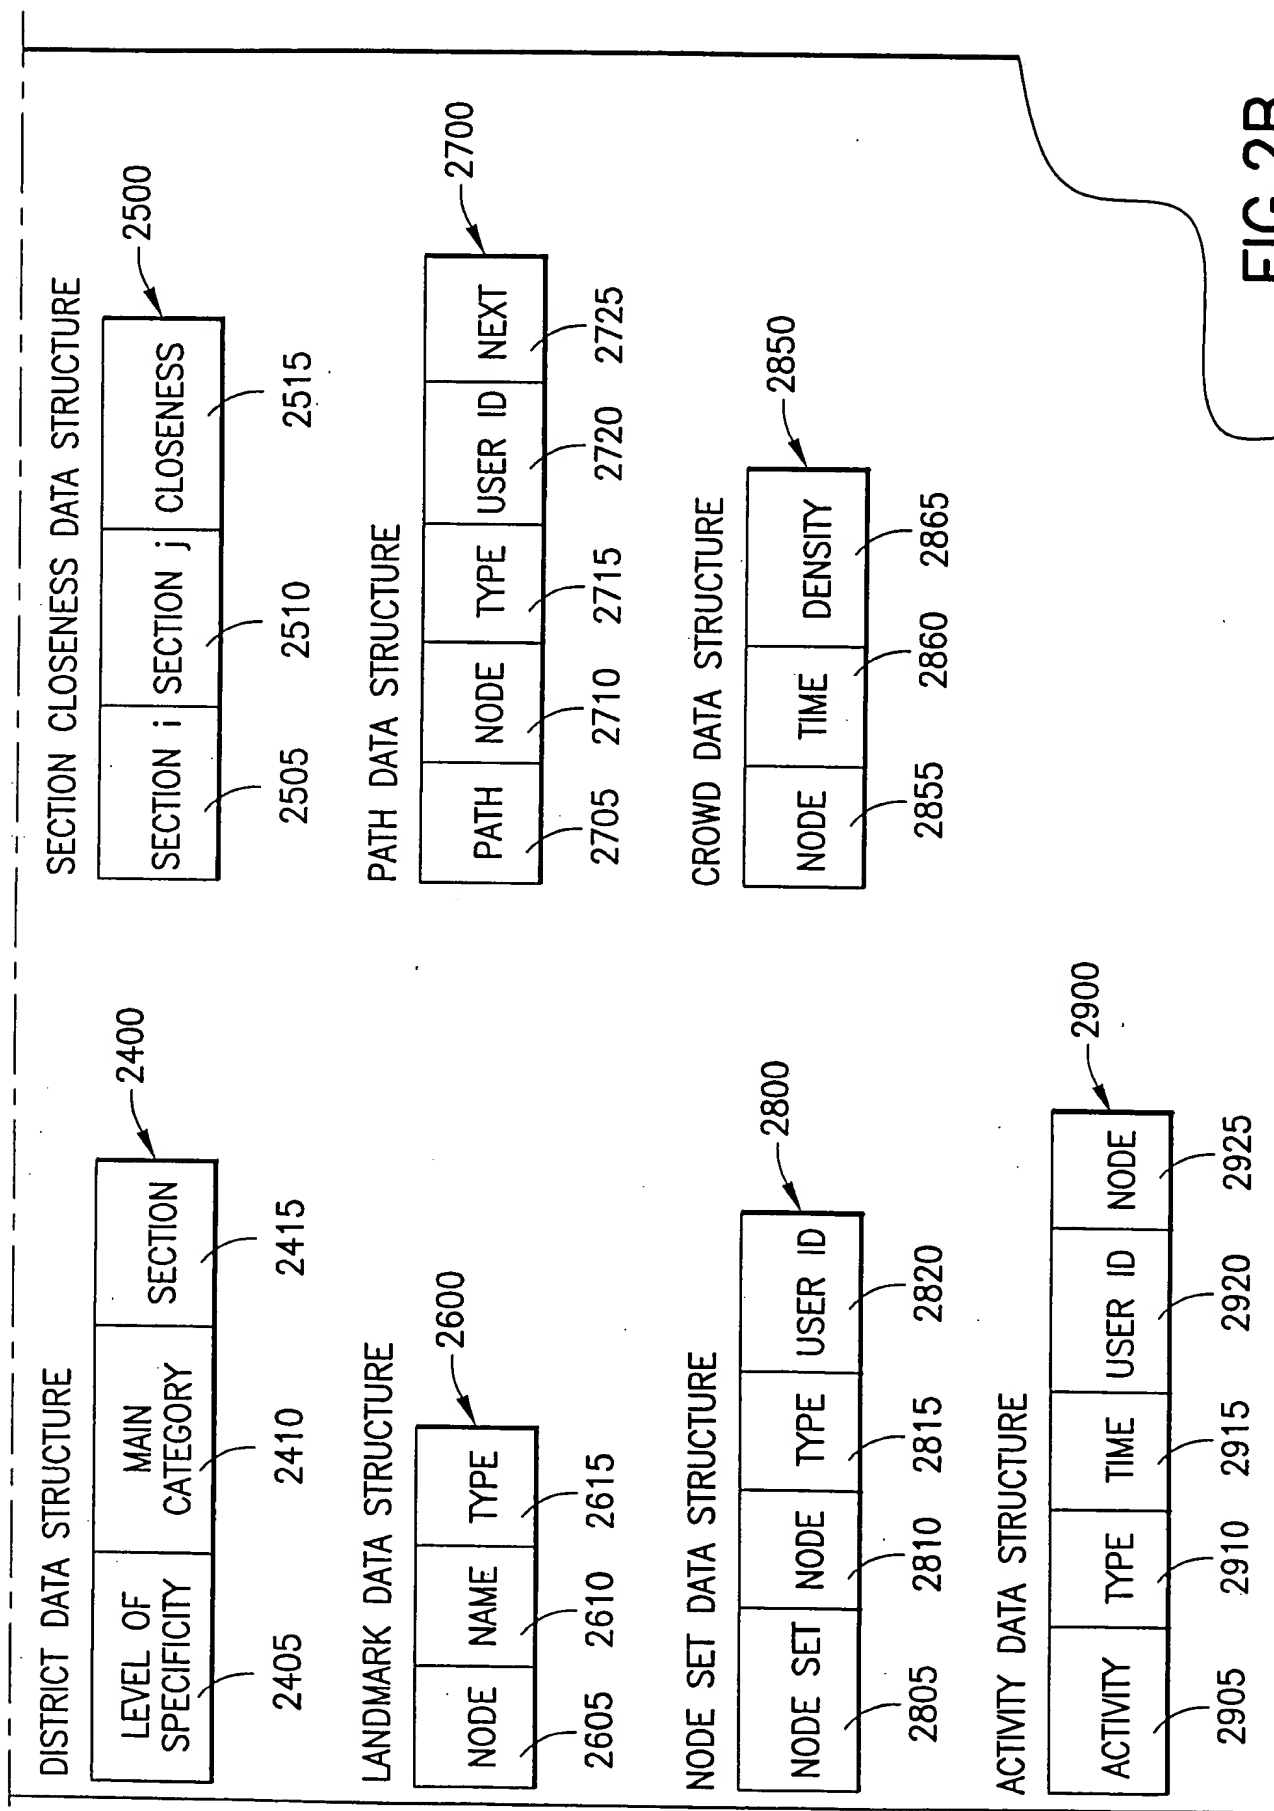 DISTRICT DATA STRUCTURE
2400
LEVEL OF
SPECIFICITY
MAIN
CATEGORY
SECTION
2405
2410
2415
SECTION CLOSENESS DATA STRUCTURE
2500
SECTION i
SECTION j
CLOSENESS
2505
2510
2515
LANDMARK DATA STRUCTURE
2600
NODE
NAME
TYPE
2605
2610
2615
PATH DATA STRUCTURE
2700
PATH
NODE
TYPE
USER ID
NEXT
2705
2710
2715
2720
2725
NODE SET DATA STRUCTURE
2800
NODE SET
NODE
TYPE
USER ID
2805
2810
2815
2820
CROWD DATA STRUCTURE
2850
NODE
TIME
DENSITY
2855
2860
2865
ACTIVITY DATA STRUCTURE
2900
ACTIVITY
TYPE
TIME
USER ID
NODE
2905
2910
2915
2920
2925
FIG.2B